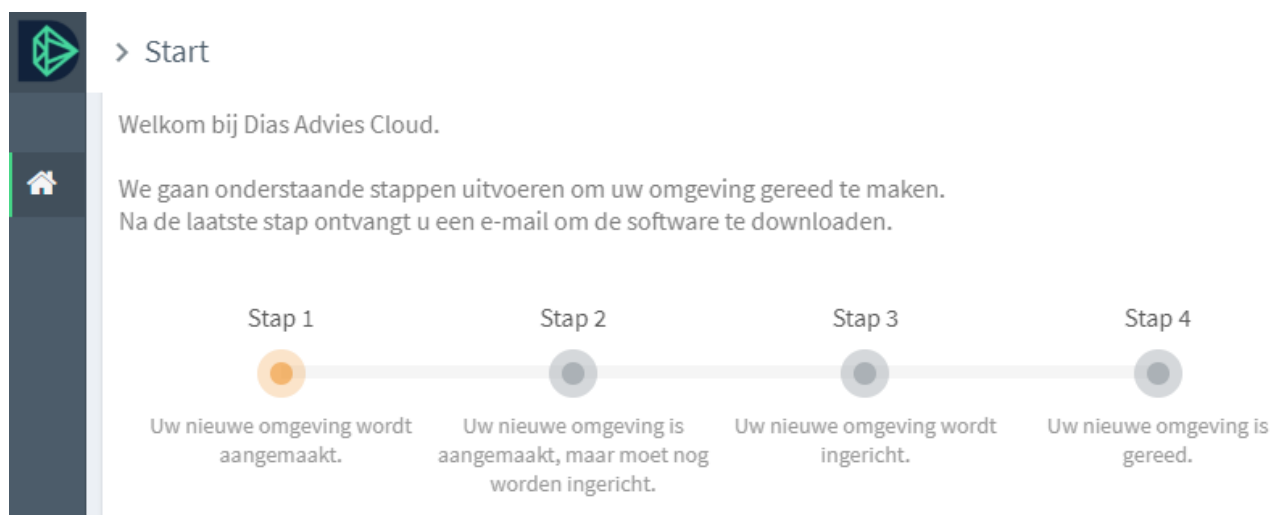 > Start
Welkom bij Dias Advies Cloud.
We gaan onderstaande stappen uitvoeren om uw omgeving gereed te maken.
Na de laatste stap ontvangt u een e-mail om de software te downloaden.
Stap 1
Stap 2
Stap 3
Stap 4
Uw nieuwe omgeving wordt
aangemaakt.
Uw nieuwe omgeving is
aangemaakt, maar moet nog
worden ingericht.
Uw nieuwe omgeving wordt
ingericht.
Uw nieuwe omgeving is
gereed.